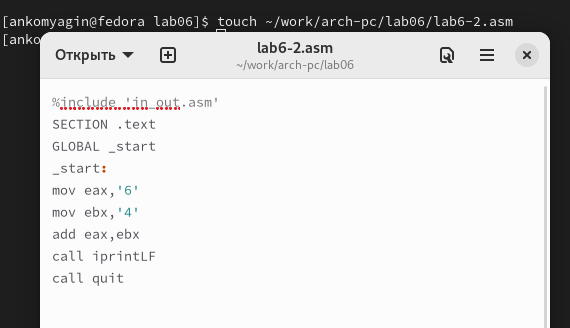 [ankomyagin@fedora lab06]$ touch ~/work/arch-pc/lab06/lab6-2.asm
[anko
Открыть
lab6-2.asm
~/work/arch-pc/lab06
%include 'in_out.asm'
SECTION .text
GLOBAL _start
_start:
mov eax,'6'
mov ebx,'4'
add eax,ebx
call iprintLF
call quit